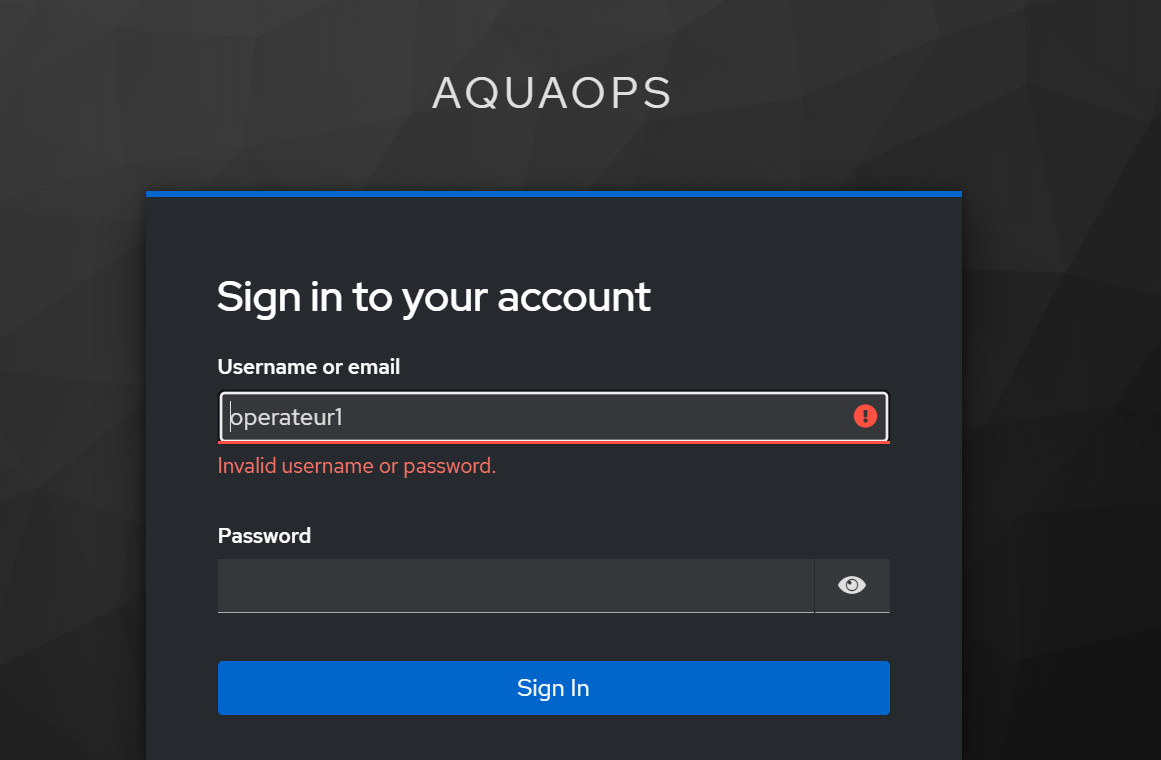 AQUAOPS
Sign in to your account
Username or email
operateur1
Invalid username or password.
Password
Sign In